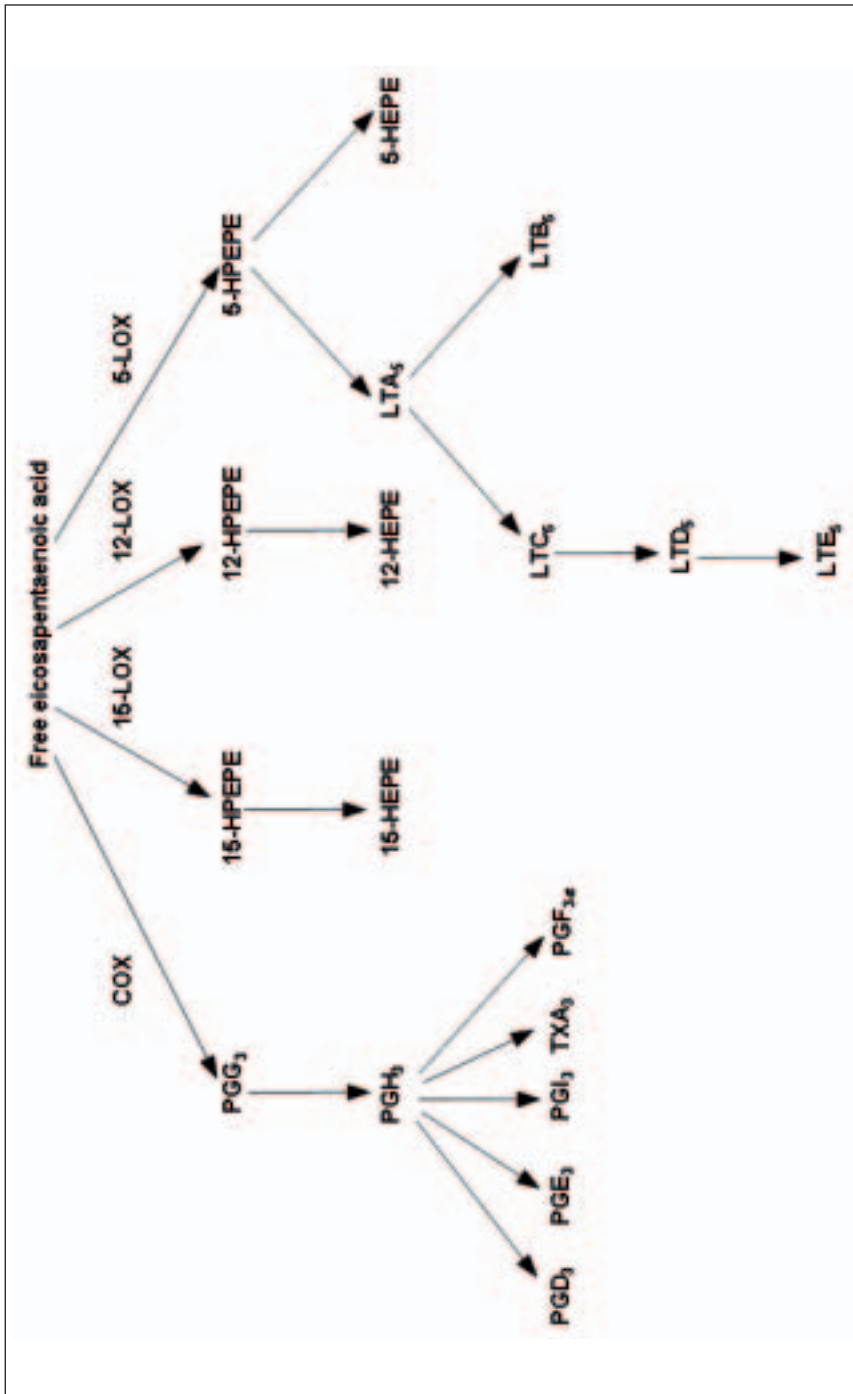 Free eicosapentaenoic acid
COX
15-LOX
12-LOX
5-LOX
PGG₃
15-HPEPE
12-HPEPE
5-HPEPE
PGH₃
15-HEPE
12-HEPE
LTA₅
5-HEPE
PGD₃
PGE₃
PGI₃
TXA₃
PGF₃α
LTC₅
LTB₅
LTD₅
LTE₅